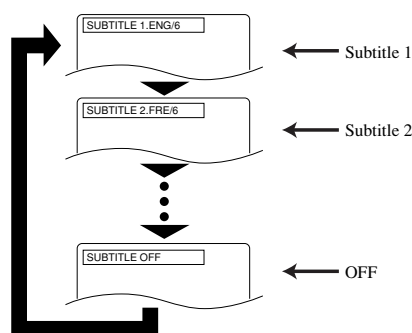 SUBTITLE 1.ENG/6
Subtitle 1
SUBTITLE 2.FRE/6
Subtitle 2
SUBTITLE OFF
OFF